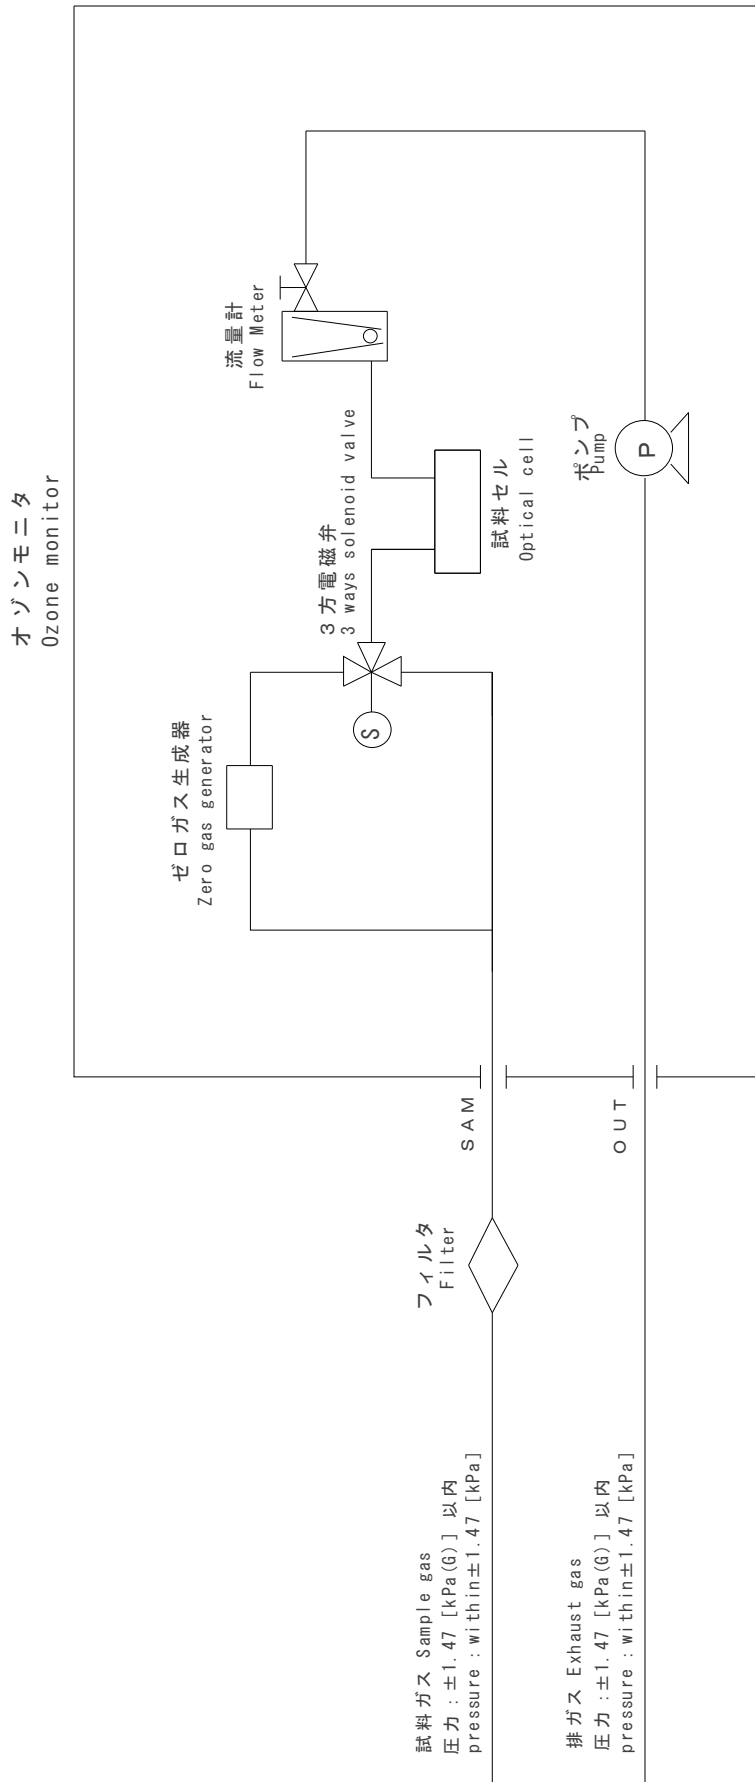 オゾンモニタ
Ozone monitor
試料ガス Sample gas
圧力：±1.47 [kPa(G)] 以内
pressure：within±1.47 [kPa]
フィルタ
Filter
SAM
ゼロガス生成器
Zero gas generator
S
３方電磁弁
3 ways solenoid valve
試料セル
Optical cell
流量計
Flow Meter
排ガス Exhaust gas
圧力：±1.47 [kPa(G)] 以内
pressure：within±1.47 [kPa]
OUT
ポンプ
Pump
P